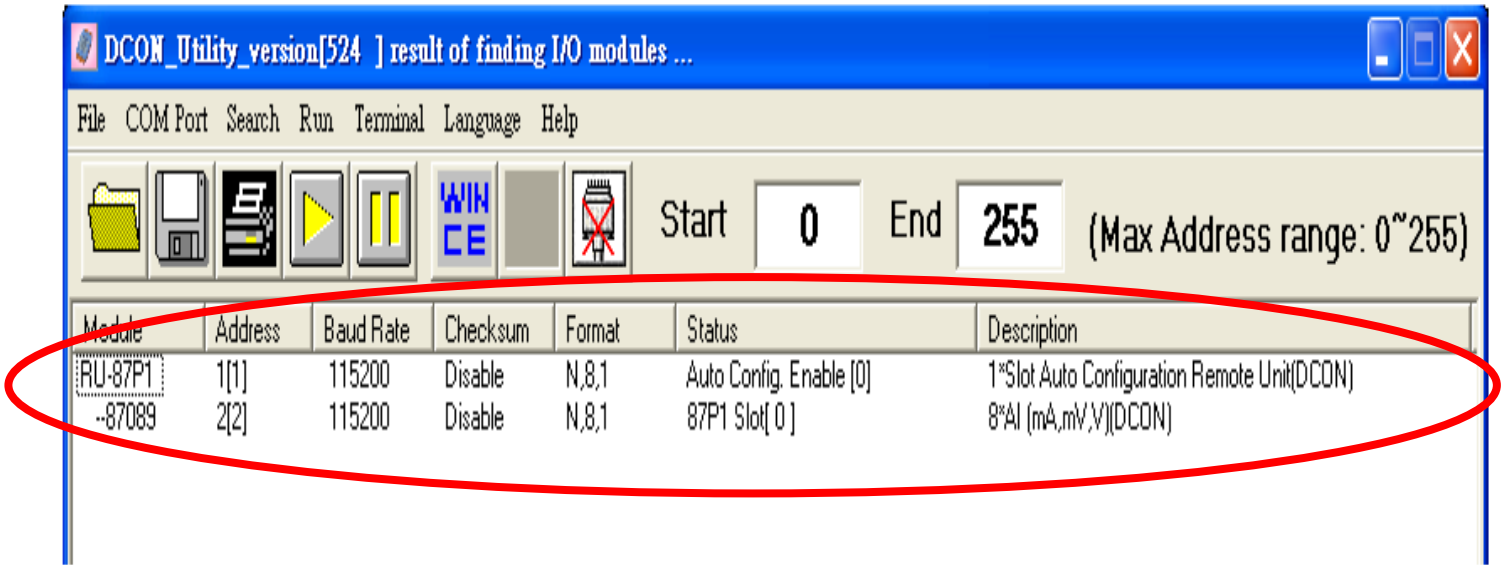 DCON_Utility_version[524 ] result of finding I/O modules ...
File COM Port Search Run Terminal Language Help
WIN CE Start 0 End 255 (Max Address range: 0~255)
Module Address Baud Rate Checksum Format Status Description
RU-87P1 1[1] 115200 Disable N,8,1 Auto Config. Enable [0] 1*Slot Auto Configuration Remote Unit(DCON)
--87089 2[2] 115200 Disable N,8,1 87P1 Slot[ 0 ] 8*AI (mA,mV,V)(DCON)